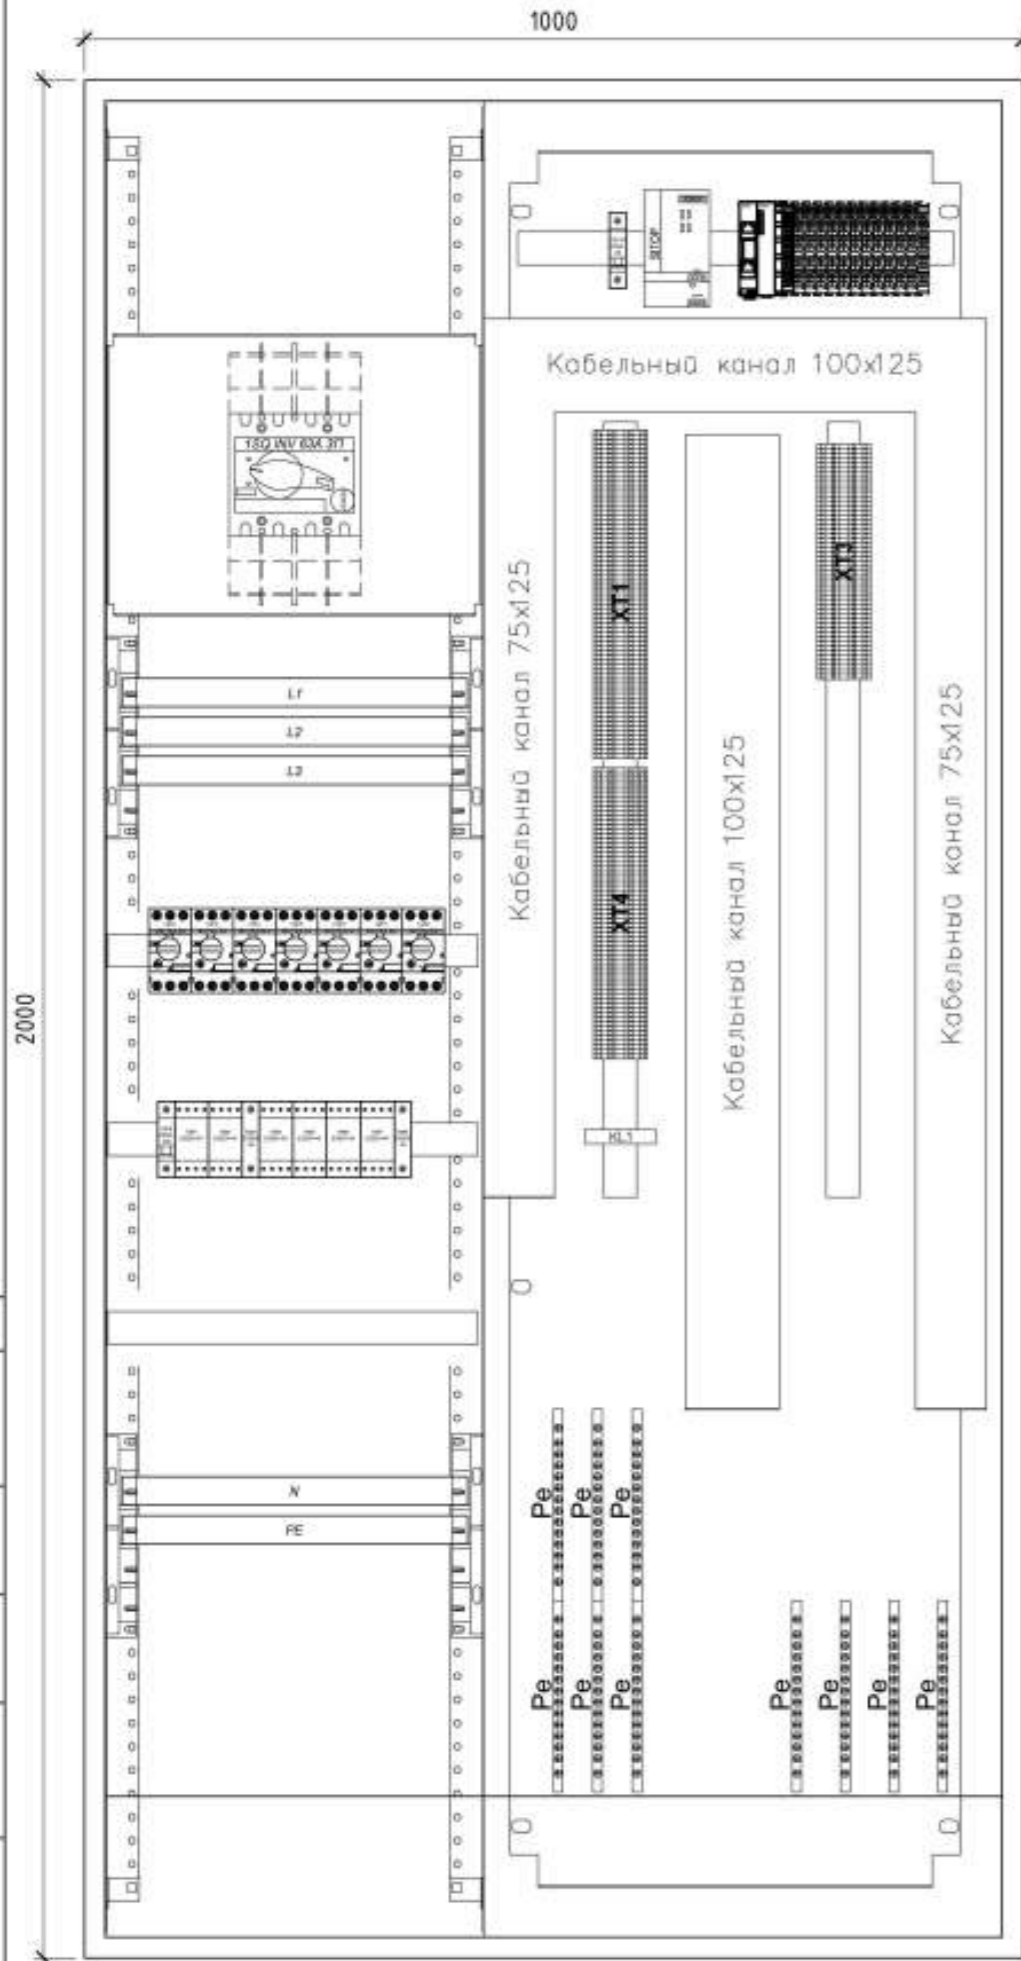 1000
2000
SITOP
Кабельный канал 100x125
1SQ INV 63A 3П
Кабельный канал 75x125
XT1
XT3
L1
L2
L3
Кабельный канал 100x125
Кабельный канал 75x125
XT4
KL1
N
PE
Pe
Pe
Pe
Pe
Pe
Pe
Pe
Pe
Pe
Pe